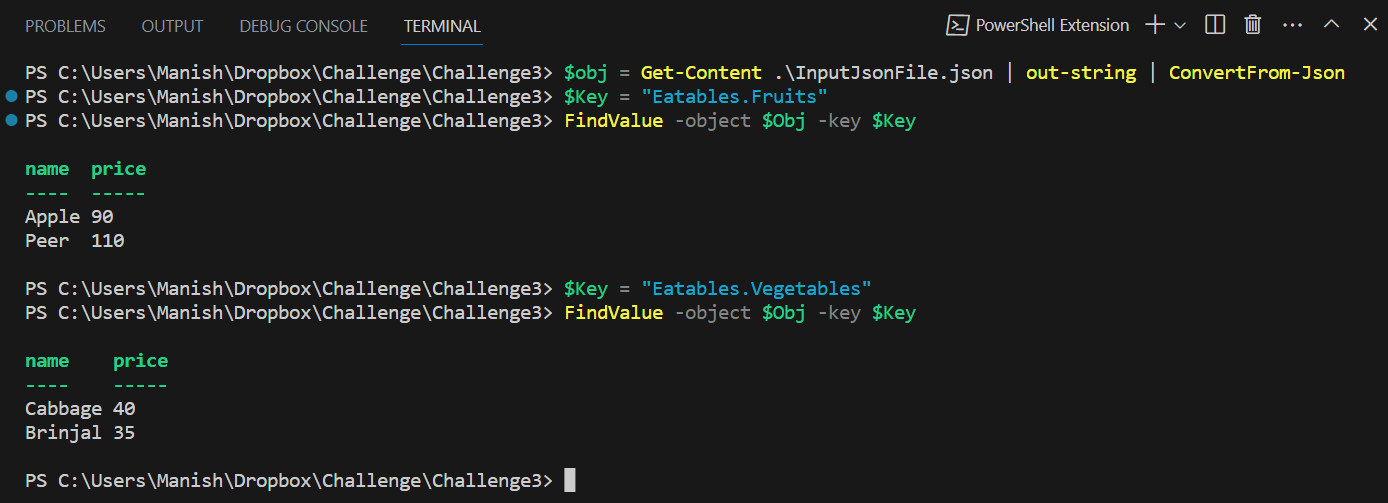 PROBLEMS OUTPUT DEBUG CONSOLE TERMINAL PowerShell Extension
PS C:\Users\Manish\Dropbox\Challenge\Challenge3> $obj = Get-Content .\InputJsonFile.json | out-string | ConvertFrom-Json
PS C:\Users\Manish\Dropbox\Challenge\Challenge3> $Key = "Eatables.Fruits"
PS C:\Users\Manish\Dropbox\Challenge\Challenge3> FindValue -object $Obj -key $Key
name price
---- -----
Apple 90
Peer 110
PS C:\Users\Manish\Dropbox\Challenge\Challenge3> $Key = "Eatables.Vegetables"
PS C:\Users\Manish\Dropbox\Challenge\Challenge3> FindValue -object $Obj -key $Key
name price
---- -----
Cabbage 40
Brinjal 35
PS C:\Users\Manish\Dropbox\Challenge\Challenge3>